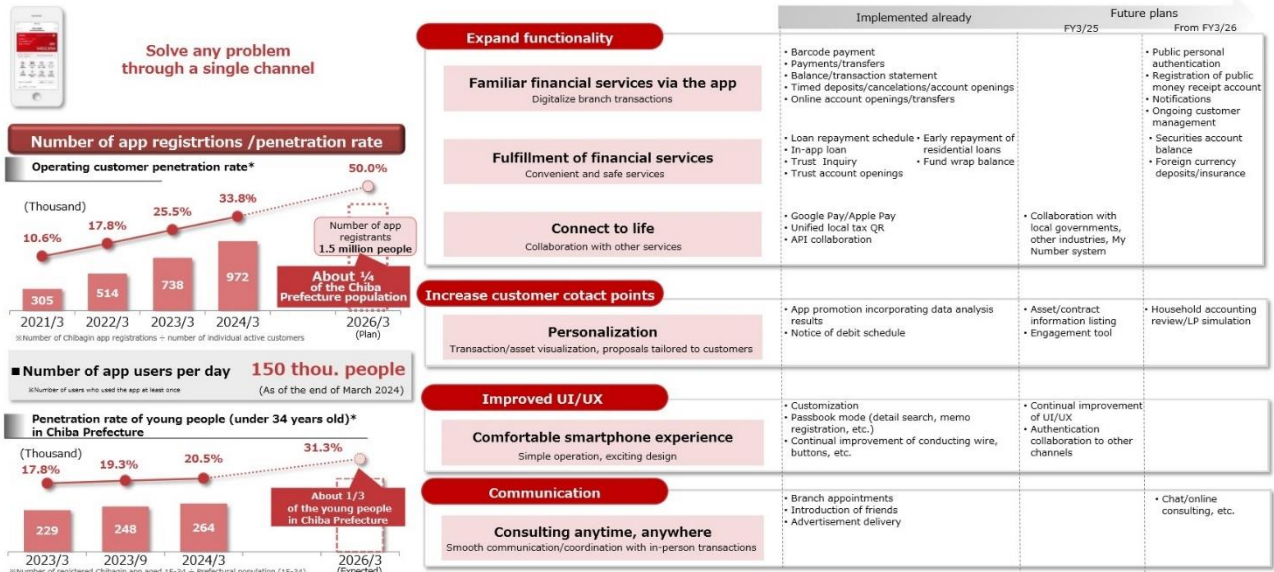 Solve any problem
through a single channel
Number of app registrtions /penetration rate
Operating customer penetration rate*
(Thousand)
10.6%
17.8%
25.5%
33.8%
50.0%
Number of app
registrants
1.5 million people
About ¼
of the Chiba
Prefecture population
305
514
738
972
2021/3
2022/3
2023/3
2024/3
2026/3
(Plan)
※Number of Chibagin app registrations ÷ number of individual active customers
■ Number of app users per day
150 thou. people
※Number of users who used the app at least once
(As of the end of March 2024)
Penetration rate of young people (under 34 years old)*
in Chiba Prefecture
(Thousand)
17.8%
19.3%
20.5%
31.3%
About 1/3
of the young people
in Chiba Prefecture
229
248
264
2023/3
2023/9
2024/3
2026/3
(Expected)
※Number of registered Chibagin app aged 15-34 ÷ Prefectural population (15-34)
Implemented already
Future plans
FY3/25
From FY3/26
Expand functionality
Familiar financial services via the app
Digitalize branch transactions
• Barcode payment
• Payments/transfers
• Balance/transaction statement
• Timed deposits/cancelations/account openings
• Online account openings/transfers
• Public personal
authentication
• Registration of public
money receipt account
• Notifications
• Ongoing customer
management
Fulfillment of financial services
Convenient and safe services
• Loan repayment schedule
• In-app loan
• Trust Inquiry
• Trust account openings
• Early repayment of
residential loans
• Fund wrap balance
• Securities account
balance
• Foreign currency
deposits/insurance
Connect to life
Collaboration with other services
• Google Pay/Apple Pay
• Unified local tax QR
• API collaboration
• Collaboration with
local governments,
other industries, My
Number system
Increase customer cotact points
Personalization
Transaction/asset visualization, proposals tailored to customers
• App promotion incorporating data analysis
results
• Notice of debit schedule
• Asset/contract
information listing
• Engagement tool
• Household accounting
review/LP simulation
Improved UI/UX
Comfortable smartphone experience
Simple operation, exciting design
• Customization
• Passbook mode (detail search, memo
registration, etc.)
• Continual improvement of conducting wire,
buttons, etc.
• Continual improvement
of UI/UX
• Authentication
collaboration to other
channels
Communication
Consulting anytime, anywhere
Smooth communication/coordination with in-person transactions
• Branch appointments
• Introduction of friends
• Advertisement delivery
• Chat/online
consulting, etc.